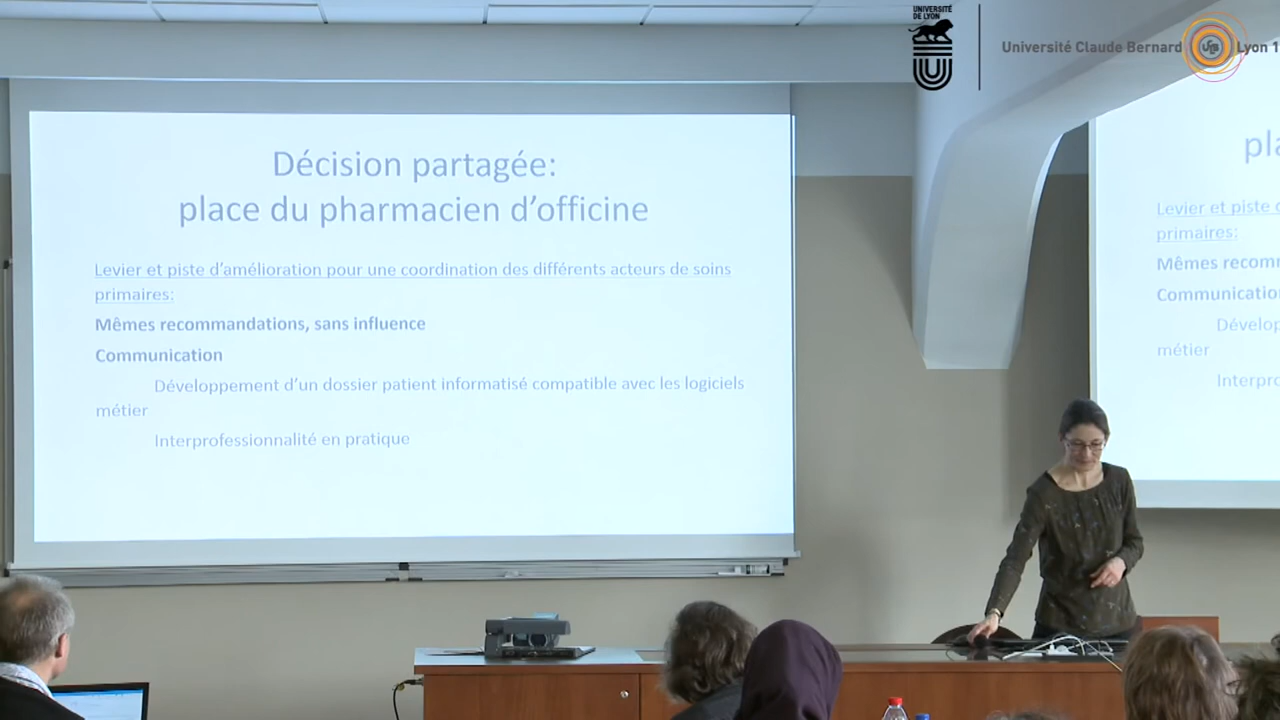 UNIVERSITÉ
DE LYON
Université Claude Bernard Lyon 1
Décision partagée:
place du pharmacien d'officine
Levier et piste d'amélioration pour une coordination des différents acteurs de soins
primaires:
Mêmes recommandations, sans influence
Communication
Développement d'un dossier patient informatisé compatible avec les logiciels
métier
Interprofessionnalité en pratique
pla
Levier et piste
primaires:
Mêmes recomm
Communication
Dévelop
métier
Interpro